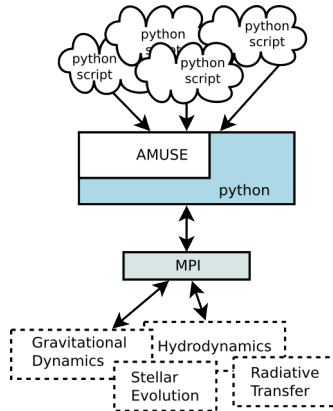 python
script
python
script
python
script
python
script
AMUSE
python
MPI
Gravitational
Dynamics
Hydrodynamics
Stellar
Evolution
Radiative
Transfer